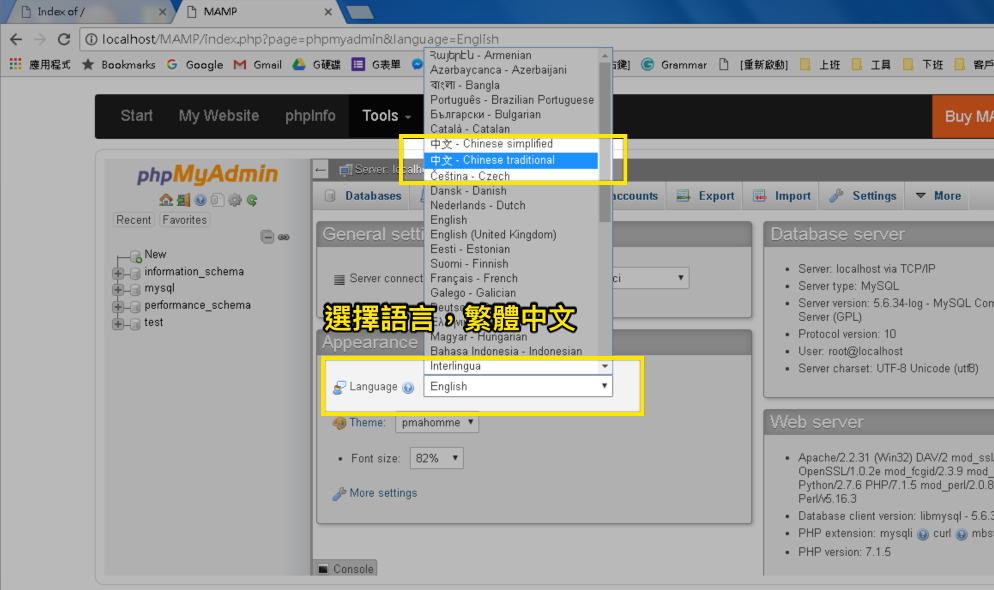 Index of /
MAMP
localhost/MAMP/index.php?page=phpmyadmin&language=English
應用程式 Bookmarks Google Gmail G硬碟 G表單
Grammar [重新啟動] 上班 工具 下班
Start My Website phpInfo Tools
Buy MA
phpMyAdmin
Recent Favorites
New
information_schema
mysql
performance_schema
test
Server: localh
Databases
accounts Export Import Settings More
General setti
Server connect
ci
Հայերէն - Armenian
Azərbaycanca - Azerbaijani
বাংলা - Bangla
Português - Brazilian Portuguese
Български - Bulgarian
Català - Catalan
中文 - Chinese simplified
中文 - Chinese traditional
Čeština - Czech
Dansk - Danish
Nederlands - Dutch
English
English (United Kingdom)
Eesti - Estonian
Suomi - Finnish
Français - French
Galego - Galician
選擇語言，繁體中文
Magyar - Hungarian
Bahasa Indonesia - Indonesian
Interlingua
Appearance
Language English
Theme: pmahomme
Font size: 82%
More settings
Console
Database server
Server: localhost via TCP/IP
Server type: MySQL
Server version: 5.6.34-log - MySQL Com
Server (GPL)
Protocol version: 10
User: root@localhost
Server charset: UTF-8 Unicode (utf8)
Web server
Apache/2.2.31 (Win32) DAV/2 mod_ssl/
OpenSSL/1.0.2e mod_fcgid/2.3.9 mod_
Python/2.7.6 PHP/7.1.5 mod_perl/2.0.8
Perl/v5.16.3
Database client version: libmysql - 5.6.3
PHP extension: mysqli curl mbs
PHP version: 7.1.5